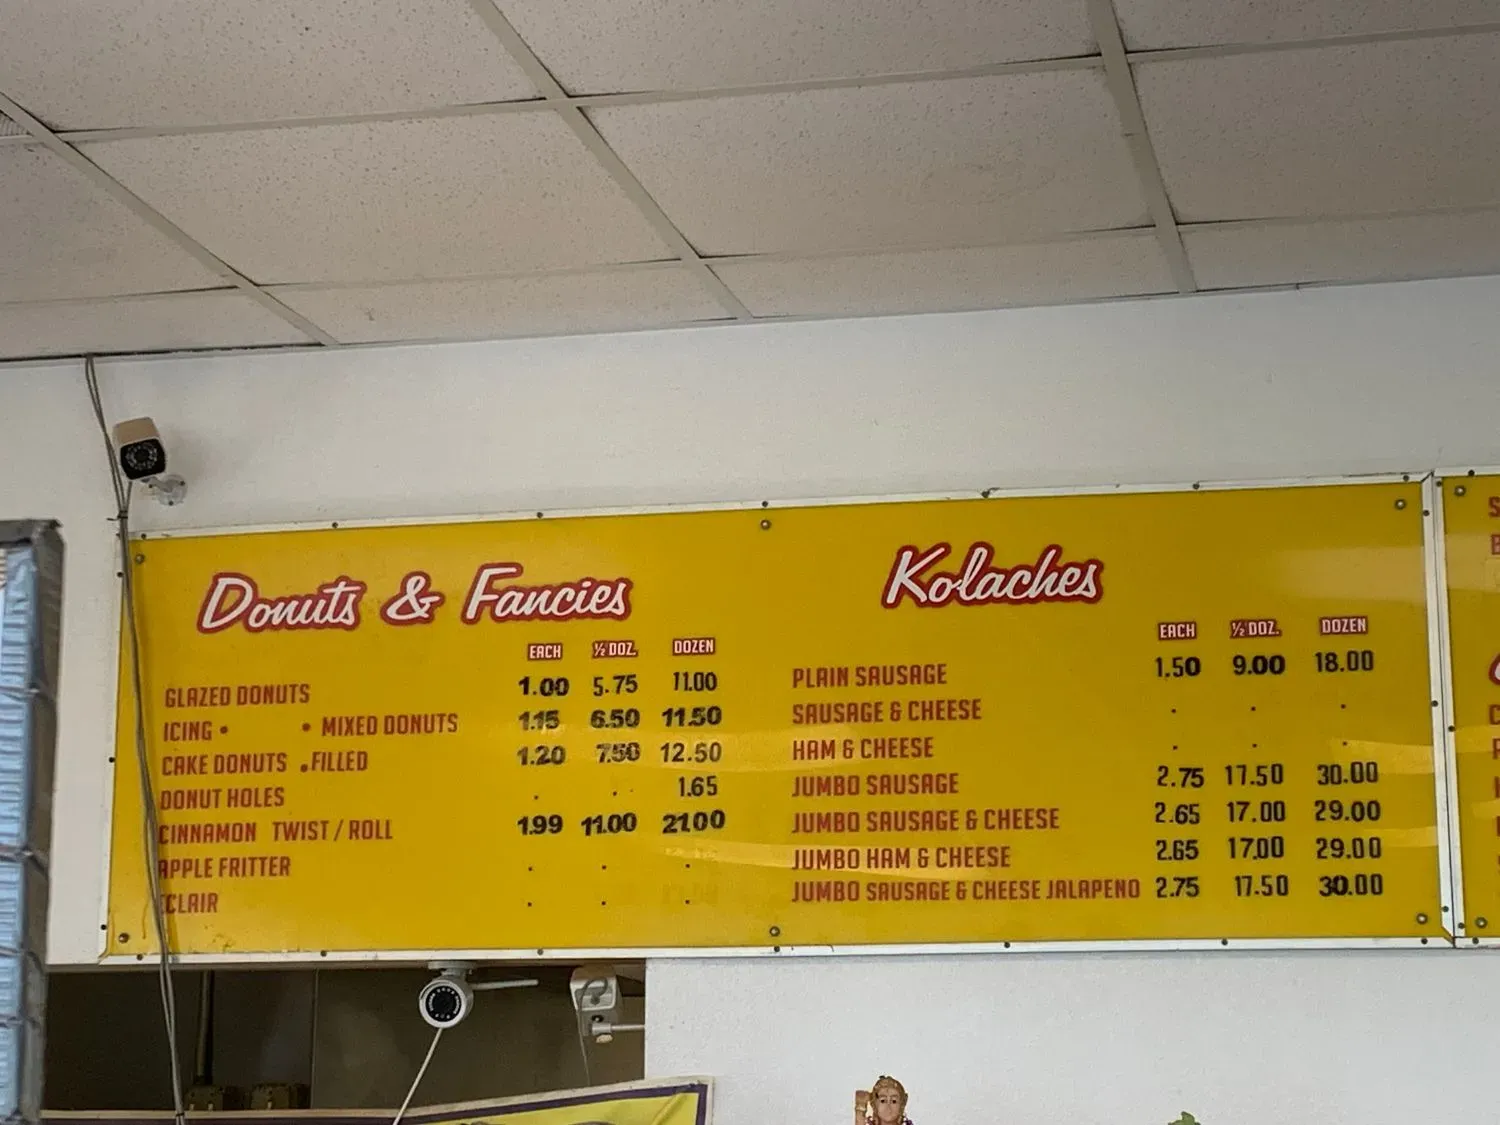 Donuts & Fancies
EACH ½ DOZ. DOZEN
GLAZED DONUTS 1.00 5.75 11.00
ICING • • MIXED DONUTS 1.15 6.50 11.50
CAKE DONUTS .FILLED 1.20 7.50 12.50
DONUT HOLES . . . 1.65
CINNAMON TWIST / ROLL 1.99 11.00 21.00
APPLE FRITTER . . .
ECLAIR . . .
Kolaches
EACH ½ DOZ. DOZEN
PLAIN SAUSAGE 1.50 9.00 18.00
SAUSAGE & CHEESE . . .
HAM & CHEESE . . .
JUMBO SAUSAGE 2.75 17.50 30.00
JUMBO SAUSAGE & CHEESE 2.65 17.00 29.00
JUMBO HAM & CHEESE 2.65 17.00 29.00
JUMBO SAUSAGE & CHEESE JALAPENO 2.75 17.50 30.00